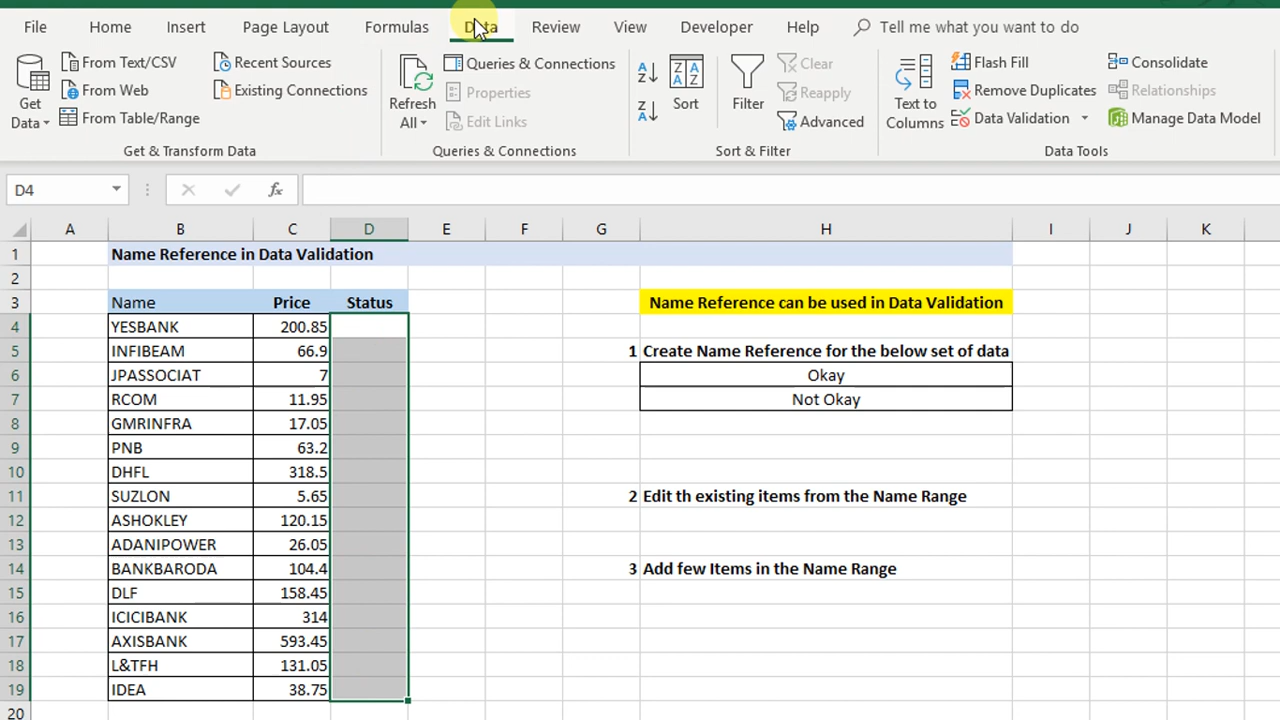 File Home Insert Page Layout Formulas Data Review View Developer Help Tell me what you want to do
Get Data
From Text/CSV
From Web
From Table/Range
Recent Sources
Existing Connections
Get & Transform Data
Refresh All
Queries & Connections
Properties
Edit Links
Queries & Connections
Sort
Filter
Clear
Reapply
Advanced
Sort & Filter
Text to Columns
Flash Fill
Remove Duplicates
Data Validation
Consolidate
Relationships
Manage Data Model
Data Tools
D4 fx
A B C D E F G H I J K
1 Name Reference in Data Validation
2
3 Name Price Status Name Reference can be used in Data Validation
4 YESBANK 200.85
5 INFIBEAM 66.9 1 Create Name Reference for the below set of data
6 JPASSOCIAT 7 Okay
7 RCOM 11.95 Not Okay
8 GMRINFRA 17.05
9 PNB 63.2
10 DHFL 318.5
11 SUZLON 5.65 2 Edit th existing items from the Name Range
12 ASHOKLEY 120.15
13 ADANIPOWER 26.05
14 BANKBARODA 104.4 3 Add few Items in the Name Range
15 DLF 158.45
16 ICICIBANK 314
17 AXISBANK 593.45
18 L&TFH 131.05
19 IDEA 38.75
20